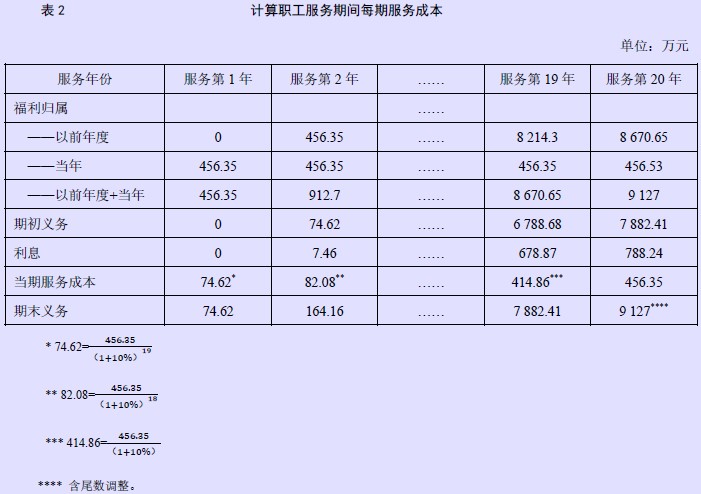 表 2 计算职工服务期间每期服务成本
单位：万元
服务年份 服务第 1 年 服务第 2 年 …… 服务第 19 年 服务第 20 年
福利归属 ……
——以前年度 0 456.35 8 214.3 8 670.65
——当年 456.35 456.35 …… 456.35 456.53
——以前年度+当年 456.35 912.7 …… 8 670.65 9 127
期初义务 0 74.62 …… 6 788.68 7 882.41
利息 0 7.46 …… 678.87 788.24
当期服务成本 74.62* 82.08** …… 414.86*** 456.35
期末义务 74.62 164.16 …… 7 882.41 9 127****
* 74.62=456.35/（1+10%）19
** 82.08=456.35/（1+10%）18
*** 414.86=456.35/（1+10%）
**** 含尾数调整。